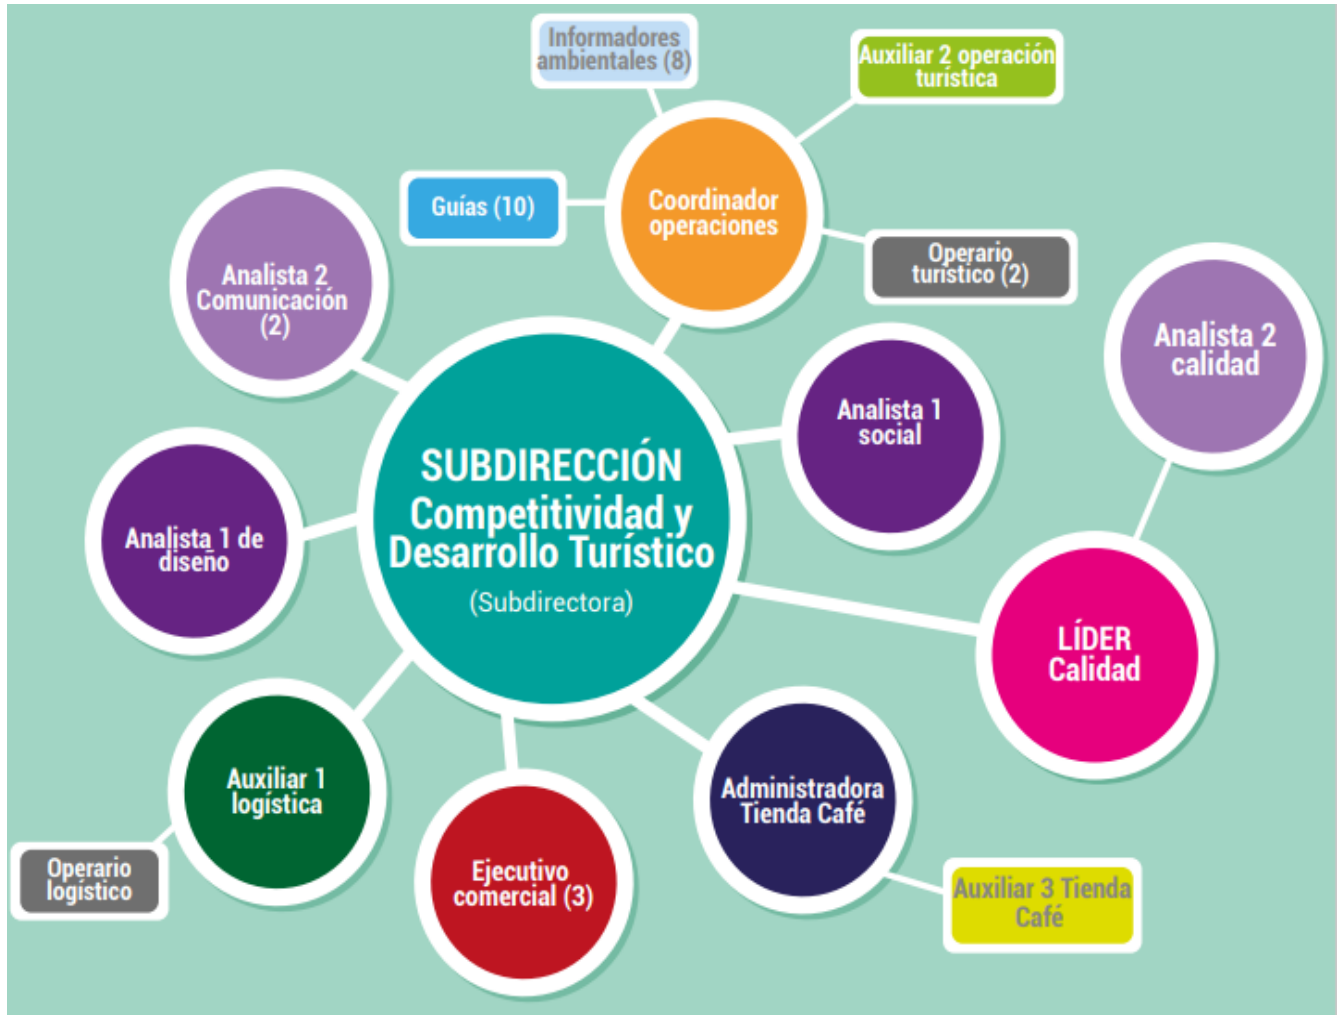 Informadores
ambientales (8)
Auxiliar 2 operación
turística
Guías (10)
Coordinador
operaciones
Operario
turístico (2)
Analista 2
Comunicación
(2)
Analista 2
calidad
Analista 1
social
SUBDIRECCIÓN
Competitividad y
Desarrollo Turístico
(Subdirectora)
Analista 1 de
diseño
LÍDER
Calidad
Auxiliar 1
logística
Administradora
Tienda Café
Operario
logístico
Ejecutivo
comercial (3)
Auxiliar 3 Tienda
Café